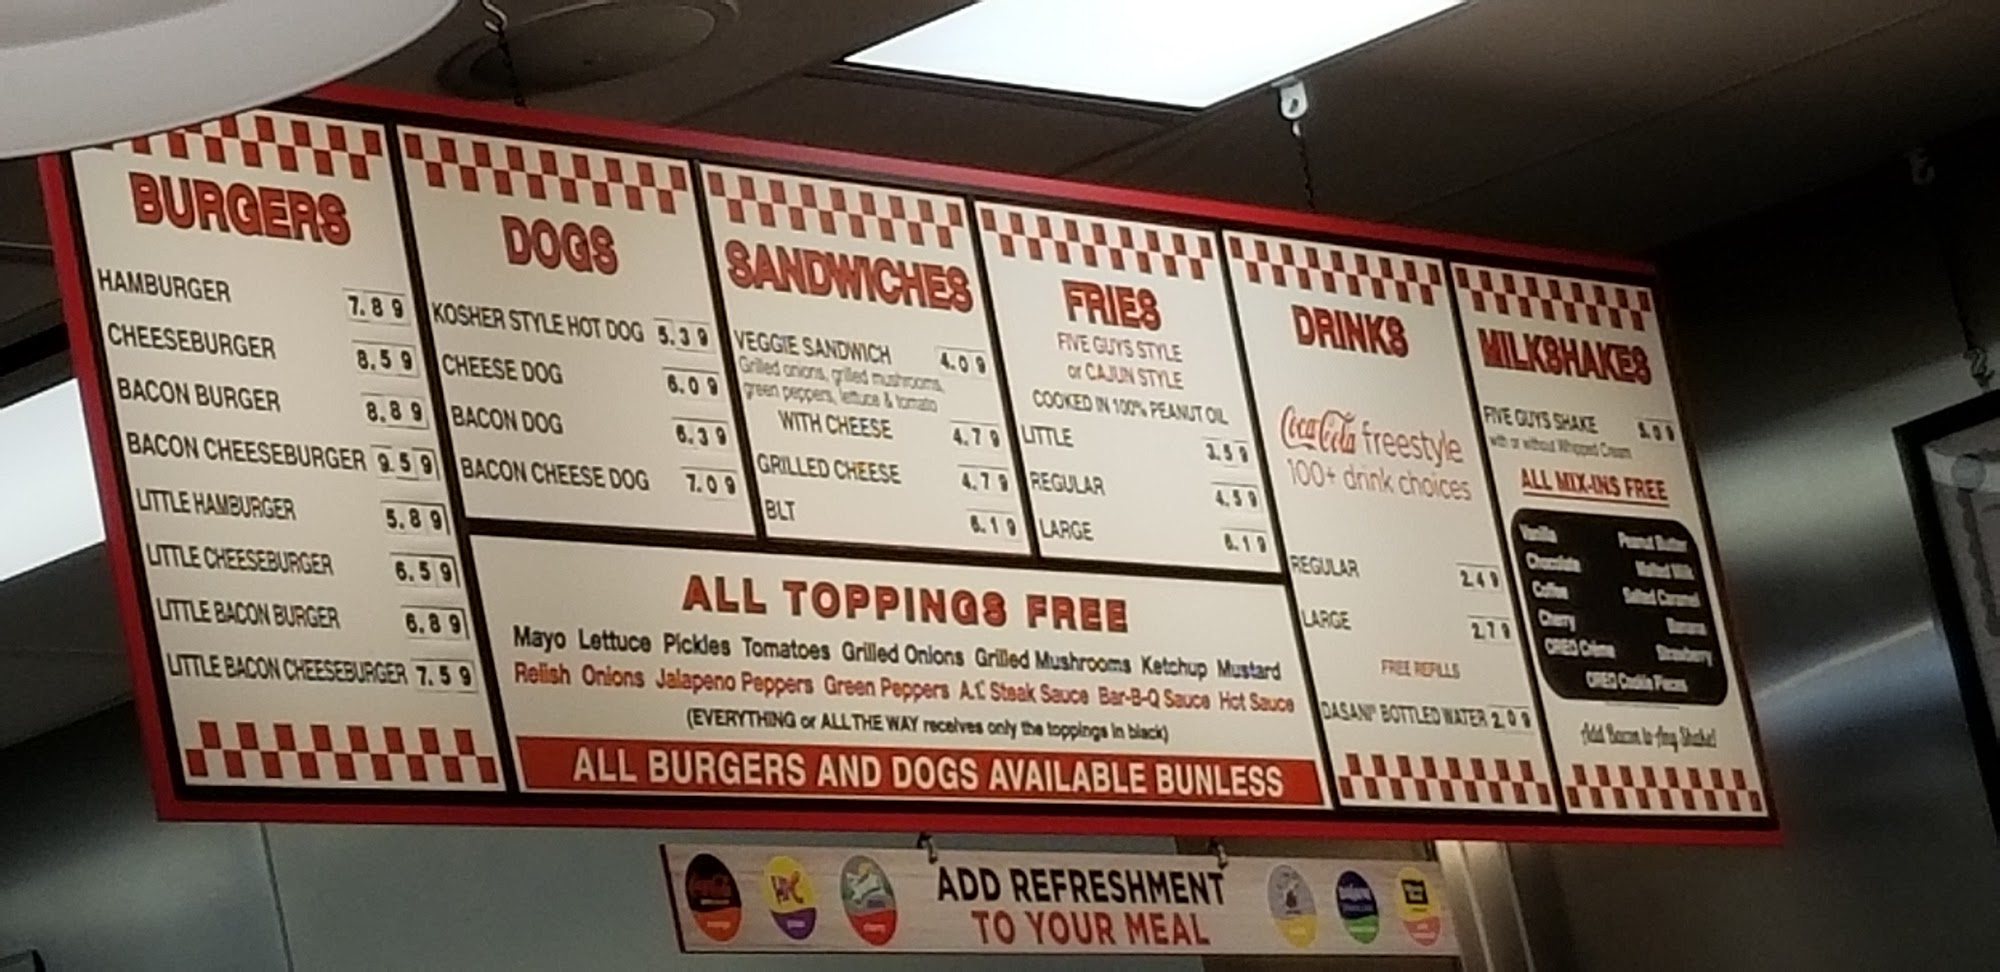 BURGERS
HAMBURGER 7.89
CHEESEBURGER 8.59
BACON BURGER 8.89
BACON CHEESEBURGER 9.59
LITTLE HAMBURGER 5.89
LITTLE CHEESEBURGER 6.59
LITTLE BACON BURGER 6.89
LITTLE BACON CHEESEBURGER 7.59
DOGS
KOSHER STYLE HOT DOG 5.39
CHEESE DOG 6.09
BACON DOG 6.39
BACON CHEESE DOG 7.09
SANDWICHES
VEGGIE SANDWICH 4.09
Grilled onions, grilled mushrooms,
green peppers, lettuce & tomato
WITH CHEESE 4.79
GRILLED CHEESE 4.79
BLT 6.19
FRIES
FIVE GUYS STYLE
or CAJUN STYLE
COOKED IN 100% PEANUT OIL
LITTLE 3.59
REGULAR 4.59
LARGE 6.19
DRINKS
Coca-Cola freestyle
100+ drink choices
REGULAR 2.49
LARGE 2.79
FREE REFILLS
DASANI® BOTTLED WATER 2.09
MILKSHAKES
FIVE GUYS SHAKE 5.09
with or without Whipped Cream
ALL MIX-INS FREE
Vanilla Peanut Butter
Chocolate Malted Milk
Coffee Salted Caramel
Cherry Banana
OREO Crème Strawberry
OREO Cookie Pieces
Add Bacon to Any Shake!
ALL TOPPINGS FREE
Mayo Lettuce Pickles Tomatoes Grilled Onions Grilled Mushrooms Ketchup Mustard
Relish Onions Jalapeno Peppers Green Peppers A.1.® Steak Sauce Bar-B-Q Sauce Hot Sauce
(EVERYTHING or ALL THE WAY receives only the toppings in black)
ALL BURGERS AND DOGS AVAILABLE BUNLESS
ADD REFRESHMENT
TO YOUR MEAL